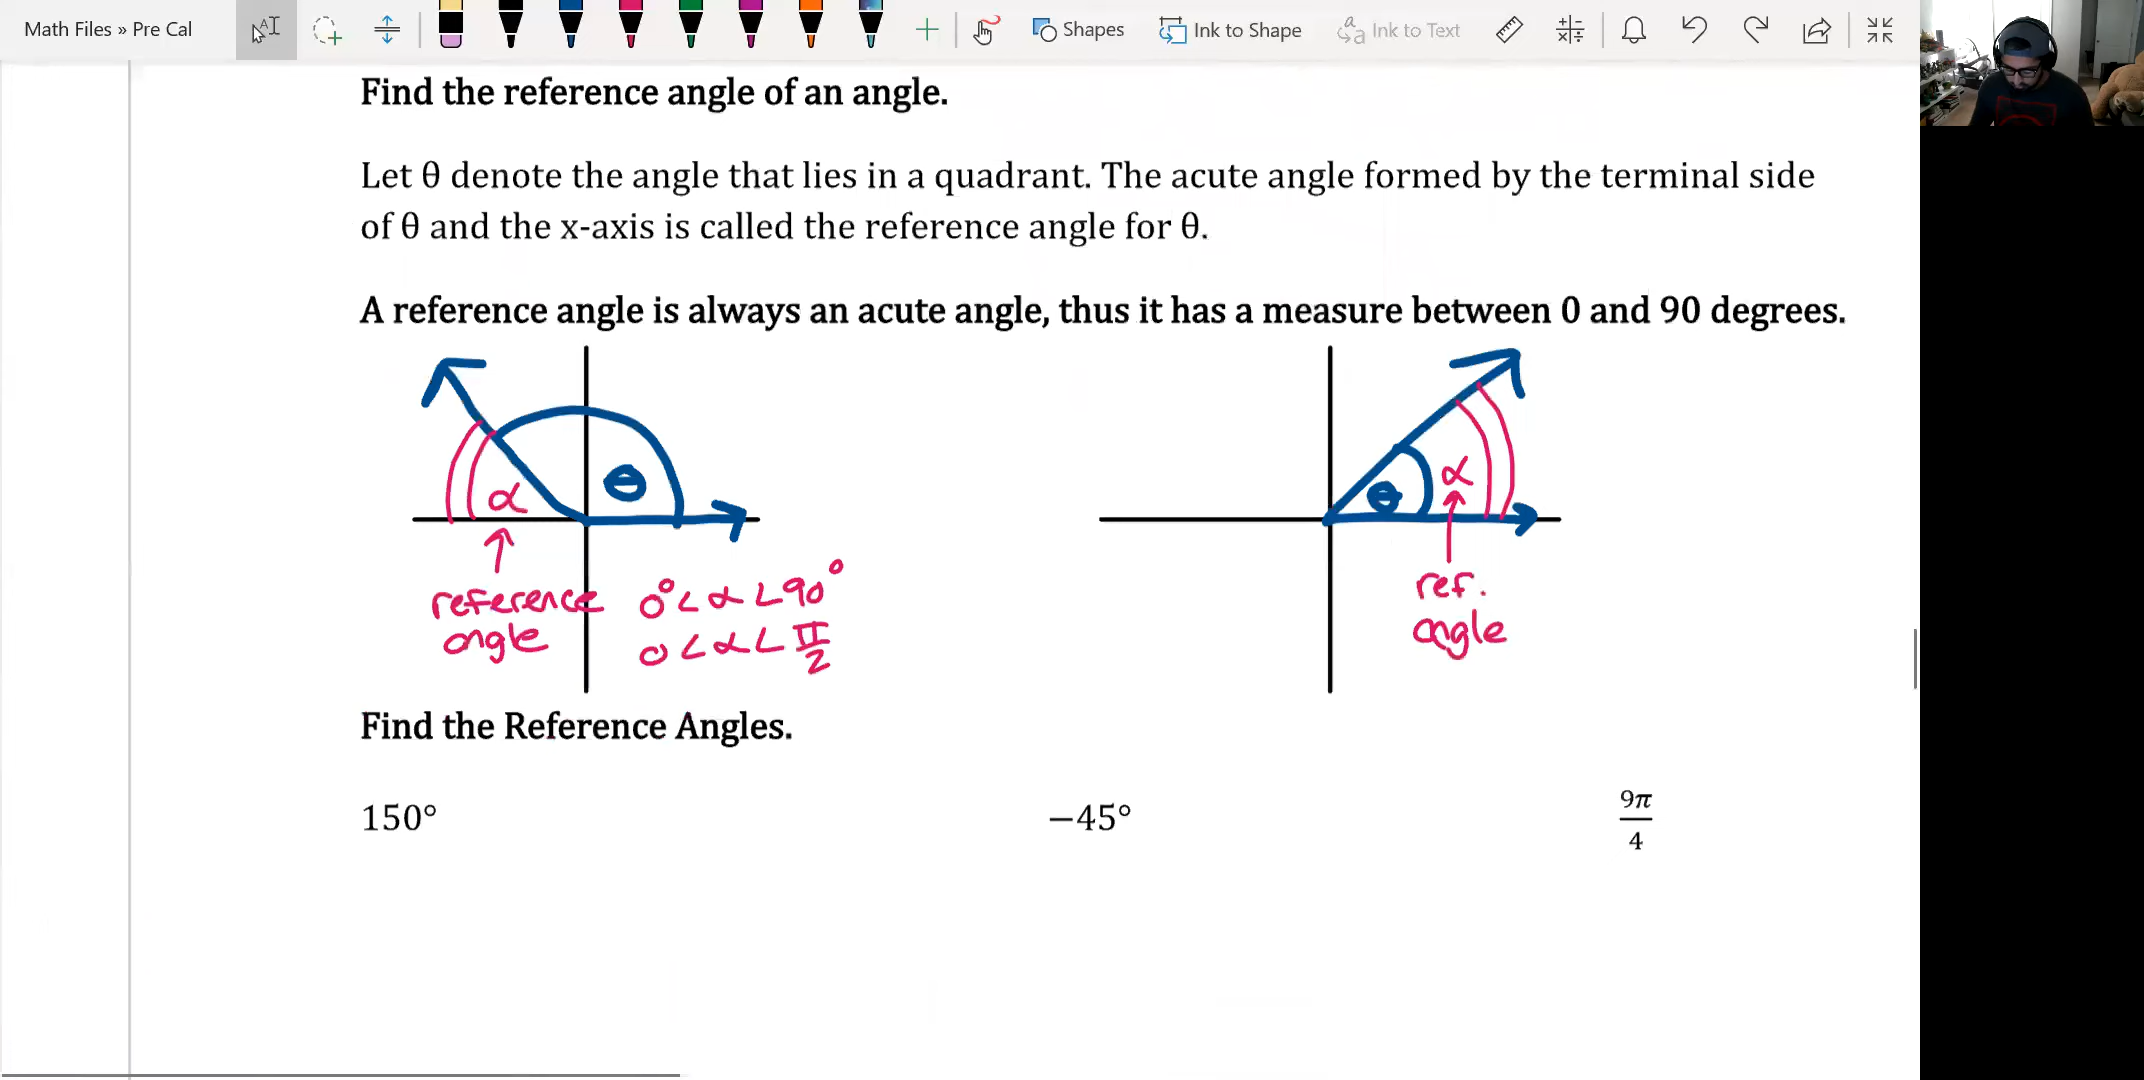 Math Files » Pre Cal
Shapes
Ink to Shape
Ink to Text
Find the reference angle of an angle.
Let θ denote the angle that lies in a quadrant. The acute angle formed by the terminal side
of θ and the x-axis is called the reference angle for θ.
A reference angle is always an acute angle, thus it has a measure between 0 and 90 degrees.
θ
α
reference
angle
0° < α < 90°
0 < α < π/2
θ
α
ref.
angle
Find the Reference Angles.
150°
−45°
9π/4